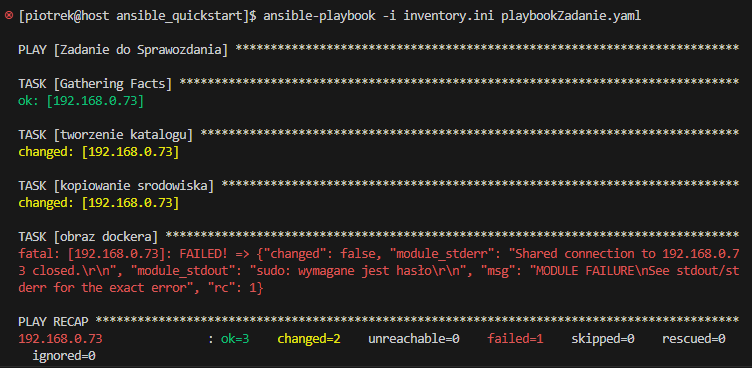 [piotrek@host ansible_quickstart]$ ansible-playbook -i inventory.ini playbookZadanie.yaml
PLAY [Zadanie do Sprawozdania] ************************************************************************
TASK [Gathering Facts] ********************************************************************************
ok: [192.168.0.73]
TASK [tworzenie katalogu] *****************************************************************************
changed: [192.168.0.73]
TASK [kopiowanie srodowiska] **************************************************************************
changed: [192.168.0.73]
TASK [obraz dockera] **********************************************************************************
fatal: [192.168.0.73]: FAILED! => {"changed": false, "module_stderr": "Shared connection to 192.168.0.7
3 closed.\r\n", "module_stdout": "sudo: wymagane jest hasło\r\n", "msg": "MODULE FAILURE\nSee stdout/st
derr for the exact error", "rc": 1}
PLAY RECAP ********************************************************************************************
192.168.0.73               : ok=3    changed=2    unreachable=0    failed=1    skipped=0    rescued=0
  ignored=0